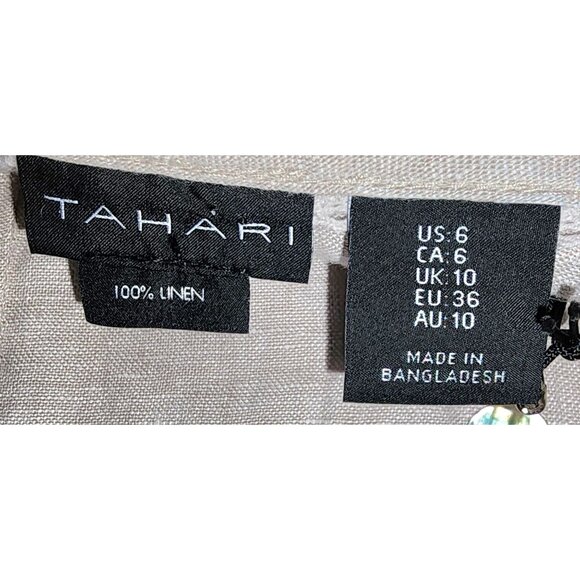 TAHARI
100% LINEN
US: 6
CA: 6
UK: 10
EU: 36
AU: 10
MADE IN
BANGLADESH